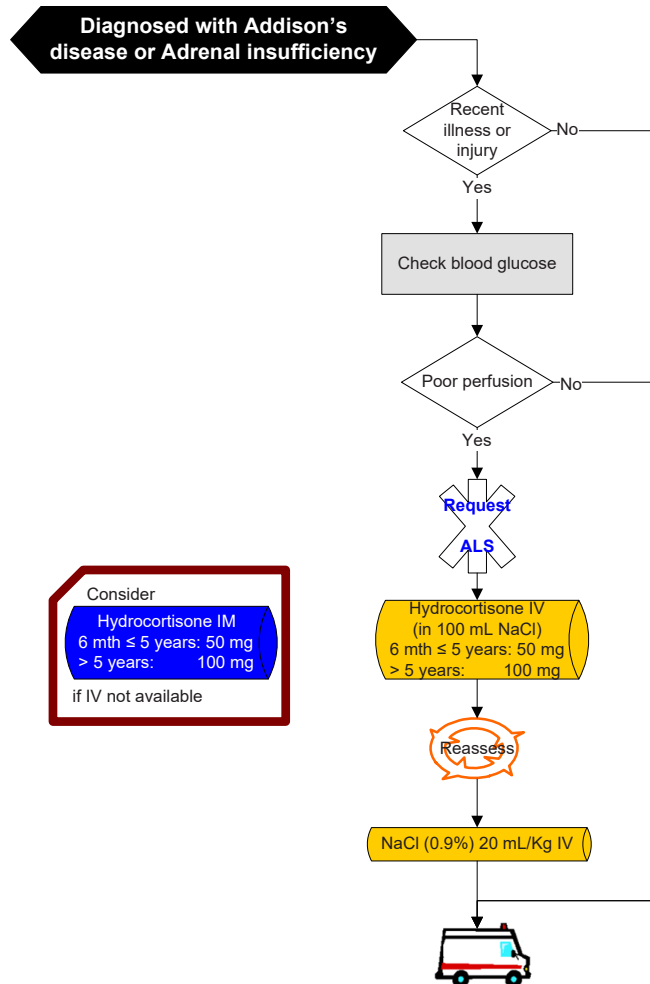 Diagnosed with Addison's
disease or Adrenal insufficiency
Recent
illness or
injury
No
Yes
Check blood glucose
Poor perfusion
No
Yes
Request
ALS
Consider
Hydrocortisone IM
6 mth ≤ 5 years: 50 mg
> 5 years: 100 mg
if IV not available
Hydrocortisone IV
(in 100 mL NaCl)
6 mth ≤ 5 years: 50 mg
> 5 years: 100 mg
Reassess
NaCl (0.9%) 20 mL/Kg IV